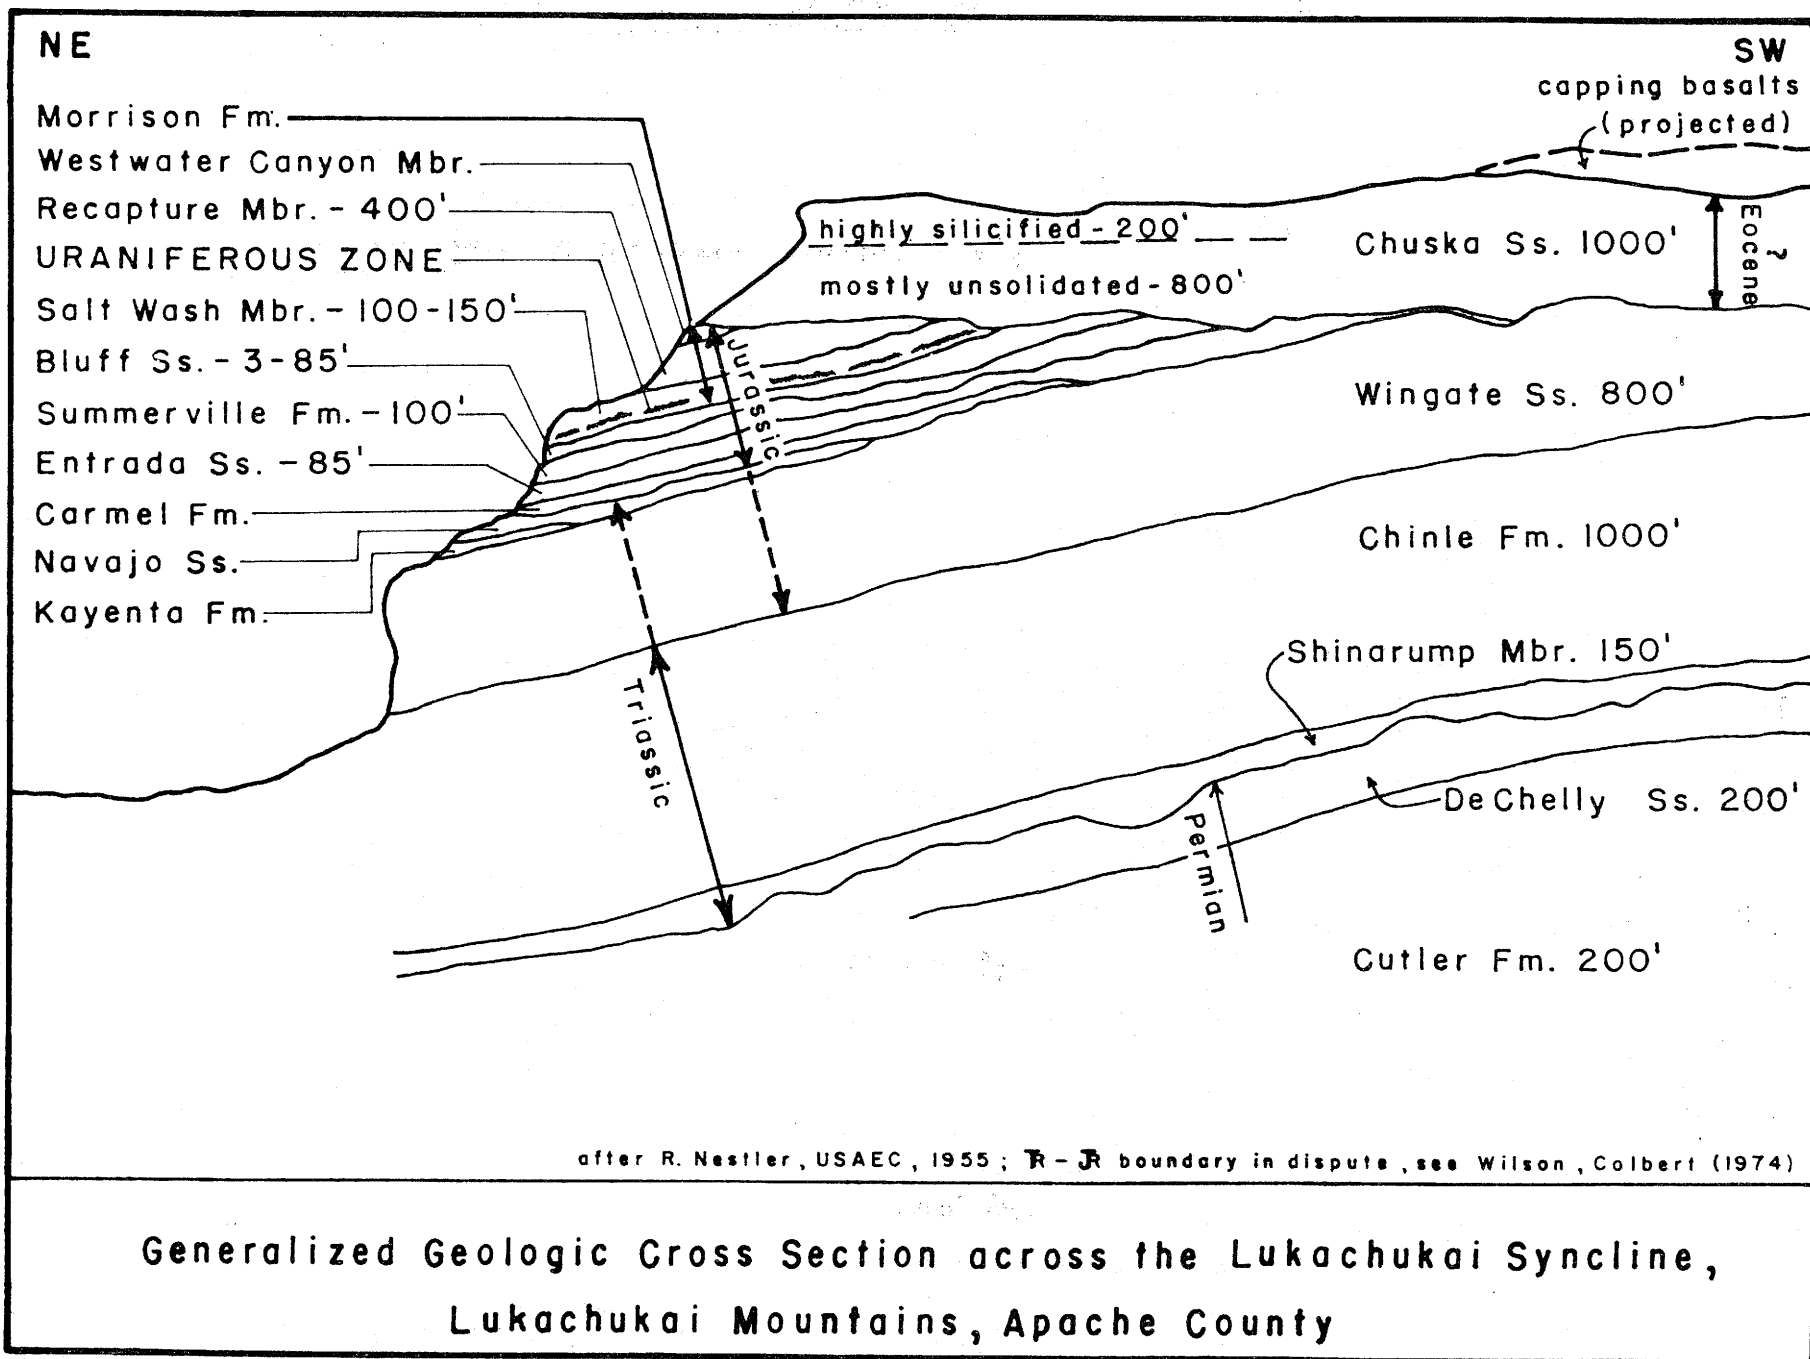 NE
SW
capping basalts
(projected)
Morrison Fm.
Westwater Canyon Mbr.
Recapture Mbr. - 400'
URANIFEROUS ZONE
Salt Wash Mbr. - 100-150'
Bluff Ss. - 3-85'
Summerville Fm. - 100'
Entrada Ss. - 85'
Carmel Fm.
Navajo Ss.
Kayenta Fm.
highly silicified - 200'
mostly unsolidated - 800'
Chuska Ss. 1000'
Eocene ?
Jurassic
Wingate Ss. 800'
Chinle Fm. 1000'
Triassic
Shinarump Mbr. 150'
DeChelly Ss. 200'
Permian
Cutler Fm. 200'
after R. Nestler, USAEC, 1955; TR - JR boundary in dispute, see Wilson, Colbert (1974)
Generalized Geologic Cross Section across the Lukachukai Syncline,
Lukachukai Mountains, Apache County